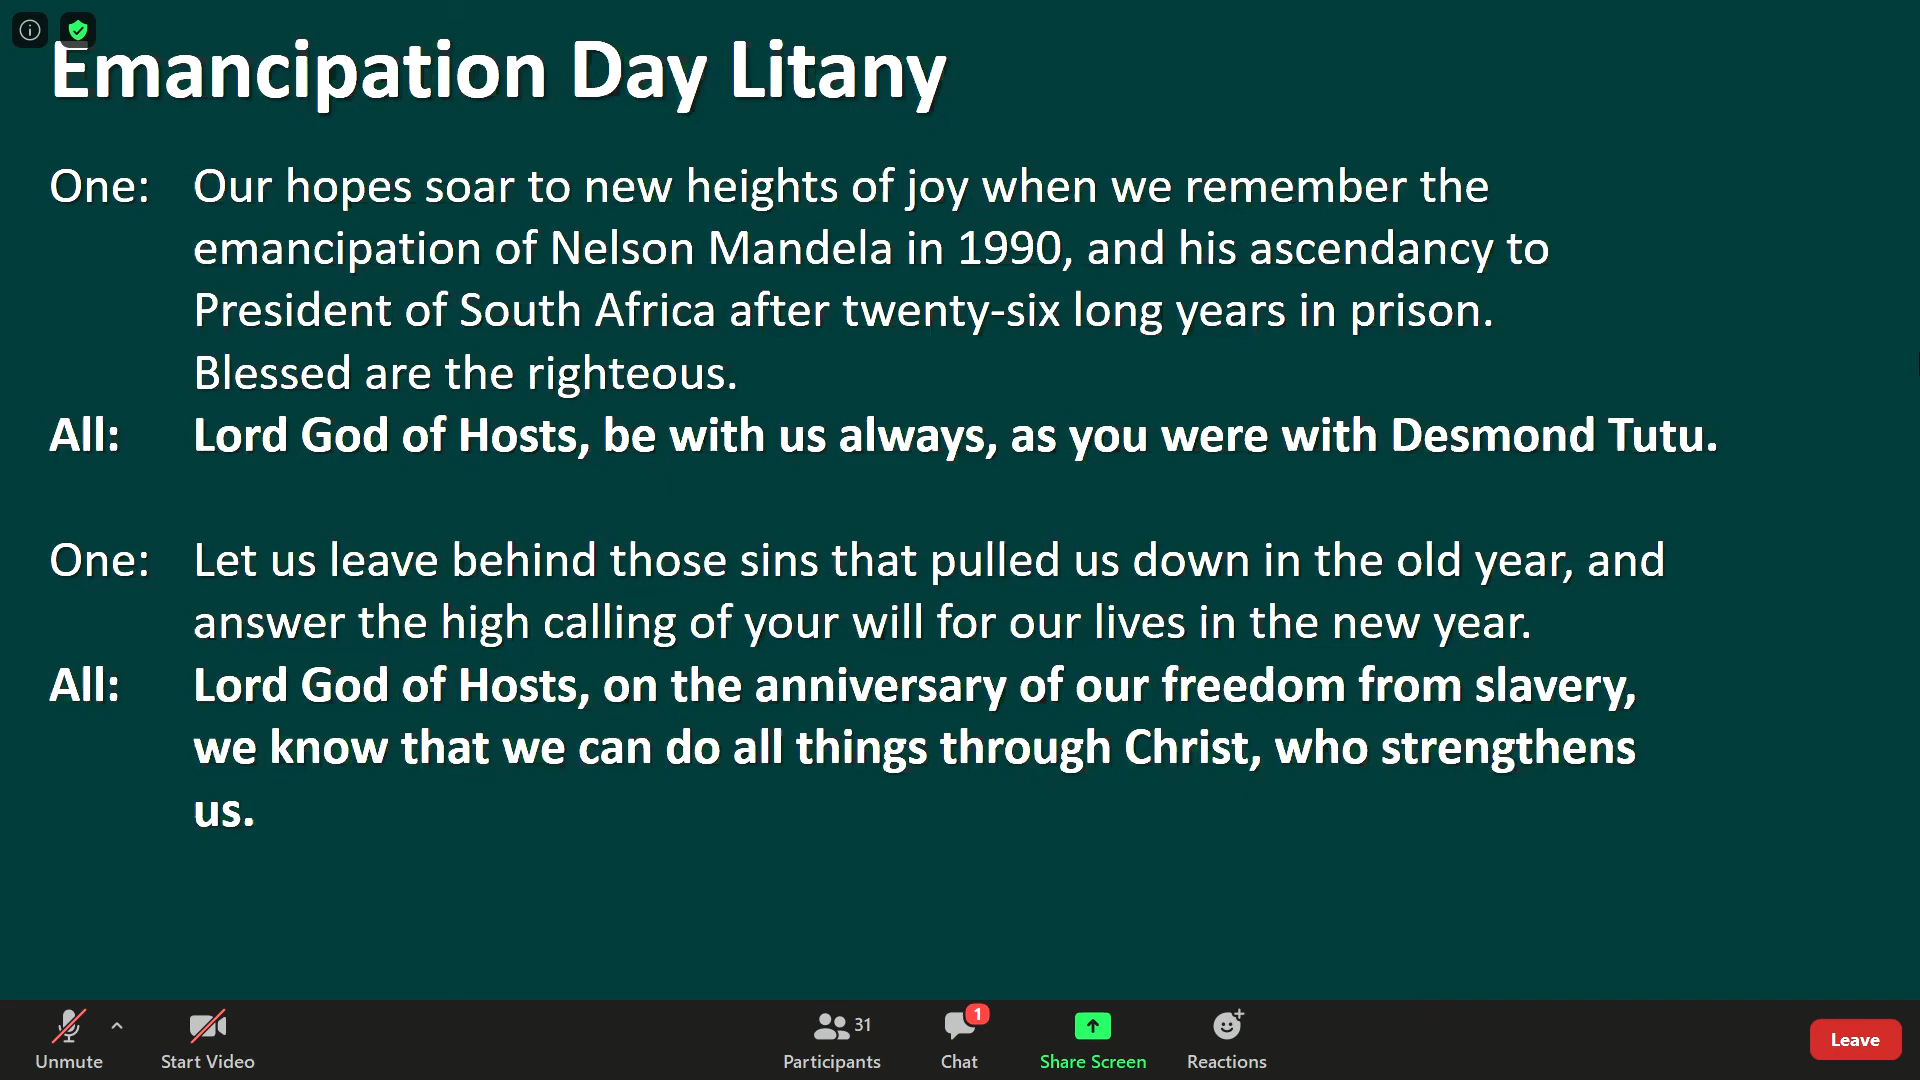 Emancipation Day Litany
One: Our hopes soar to new heights of joy when we remember the
emancipation of Nelson Mandela in 1990, and his ascendancy to
President of South Africa after twenty-six long years in prison.
Blessed are the righteous.
All: Lord God of Hosts, be with us always, as you were with Desmond Tutu.
One: Let us leave behind those sins that pulled us down in the old year, and
answer the high calling of your will for our lives in the new year.
All: Lord God of Hosts, on the anniversary of our freedom from slavery,
we know that we can do all things through Christ, who strengthens
us.
31 1
Unmute Start Video Participants Chat Share Screen Reactions Leave